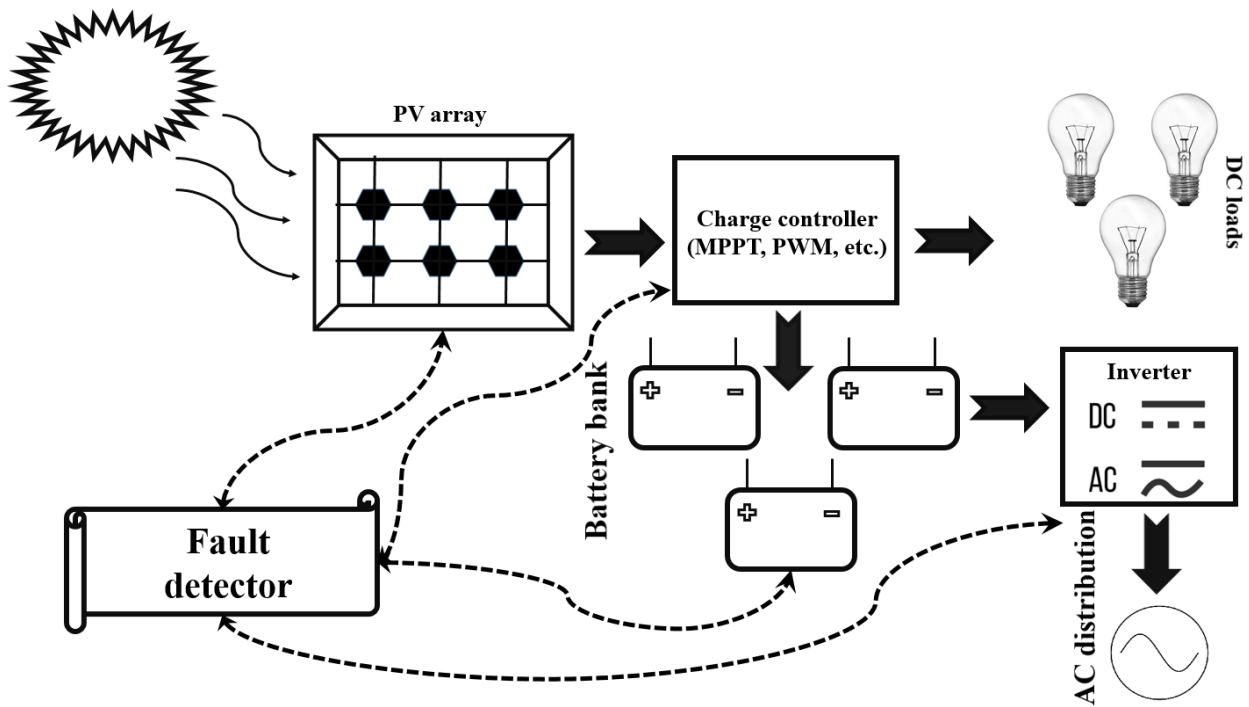 PV array
Charge controller
(MPPT, PWM, etc.)
DC loads
Battery bank
Inverter
DC
AC
Fault
detector
AC distribution